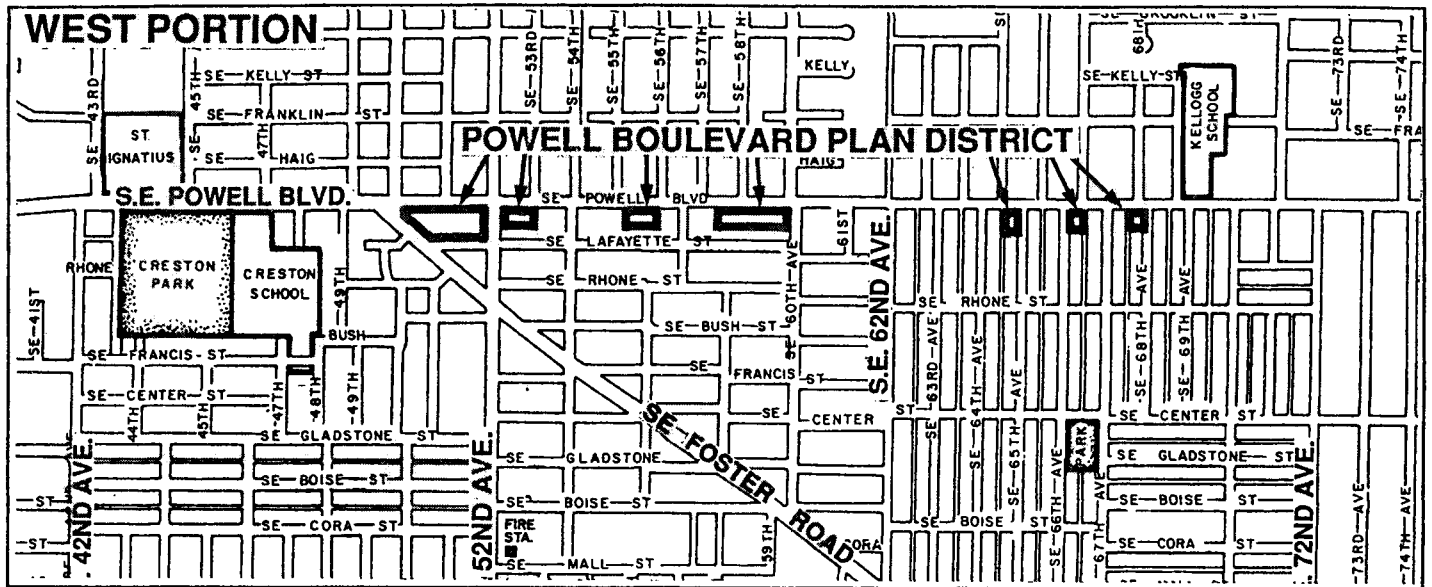 WEST PORTION
SE KELLY ST
SE FRANKLIN ST
SE HAIG
SE 43RD
SE 45TH
47TH
ST.
IGNATIUS
SE-53RD
SE-54TH
SE-55TH
SE-56TH
SE-57TH
SE-58TH
KELLY
HAIG
68TH
SE BROOKLIN ST
SE-KELLY-ST
KELLOGG
SCHOOL
SE-73RD
SE-74TH
SE FRA
POWELL BOULEVARD PLAN DISTRICT
S.E. POWELL BLVD.
SE POWELL BLVD
SE LAFAYETTE ST
SE RHONE ST
SE-BUSH-ST
SE FRANCIS ST
SE CENTER
SE GLADSTONE
SE BOISE ST
SE MALL ST
RHONE
CRESTON
PARK
CRESTON
SCHOOL
49TH
BUSH
SE-41ST
SE FRANCIS-ST
SE-CENTER-ST
44TH
45TH
47TH
48TH
49TH
SE GLADSTONE ST
SE BOISE ST
SE CORA ST
ST
ST
42ND AVE.
52ND AVE.
FIRE
STA.
SE FOSTER ROAD
59TH
CORA
SE 60TH AVE
61ST
S.E. 62ND AVE.
SE RHONE ST
ST
SE-63RD AVE
SE-64TH AVE
SE-65TH AVE
SE-66TH AVE
67TH AVE
SE-68TH AVE
SE-69TH AVE
SE CENTER ST
PARK
SE GLADSTONE-ST
SE BOISE ST
SE BOISE ST
SE CORA ST
72ND AVE.
73RD AVE
74TH AVE